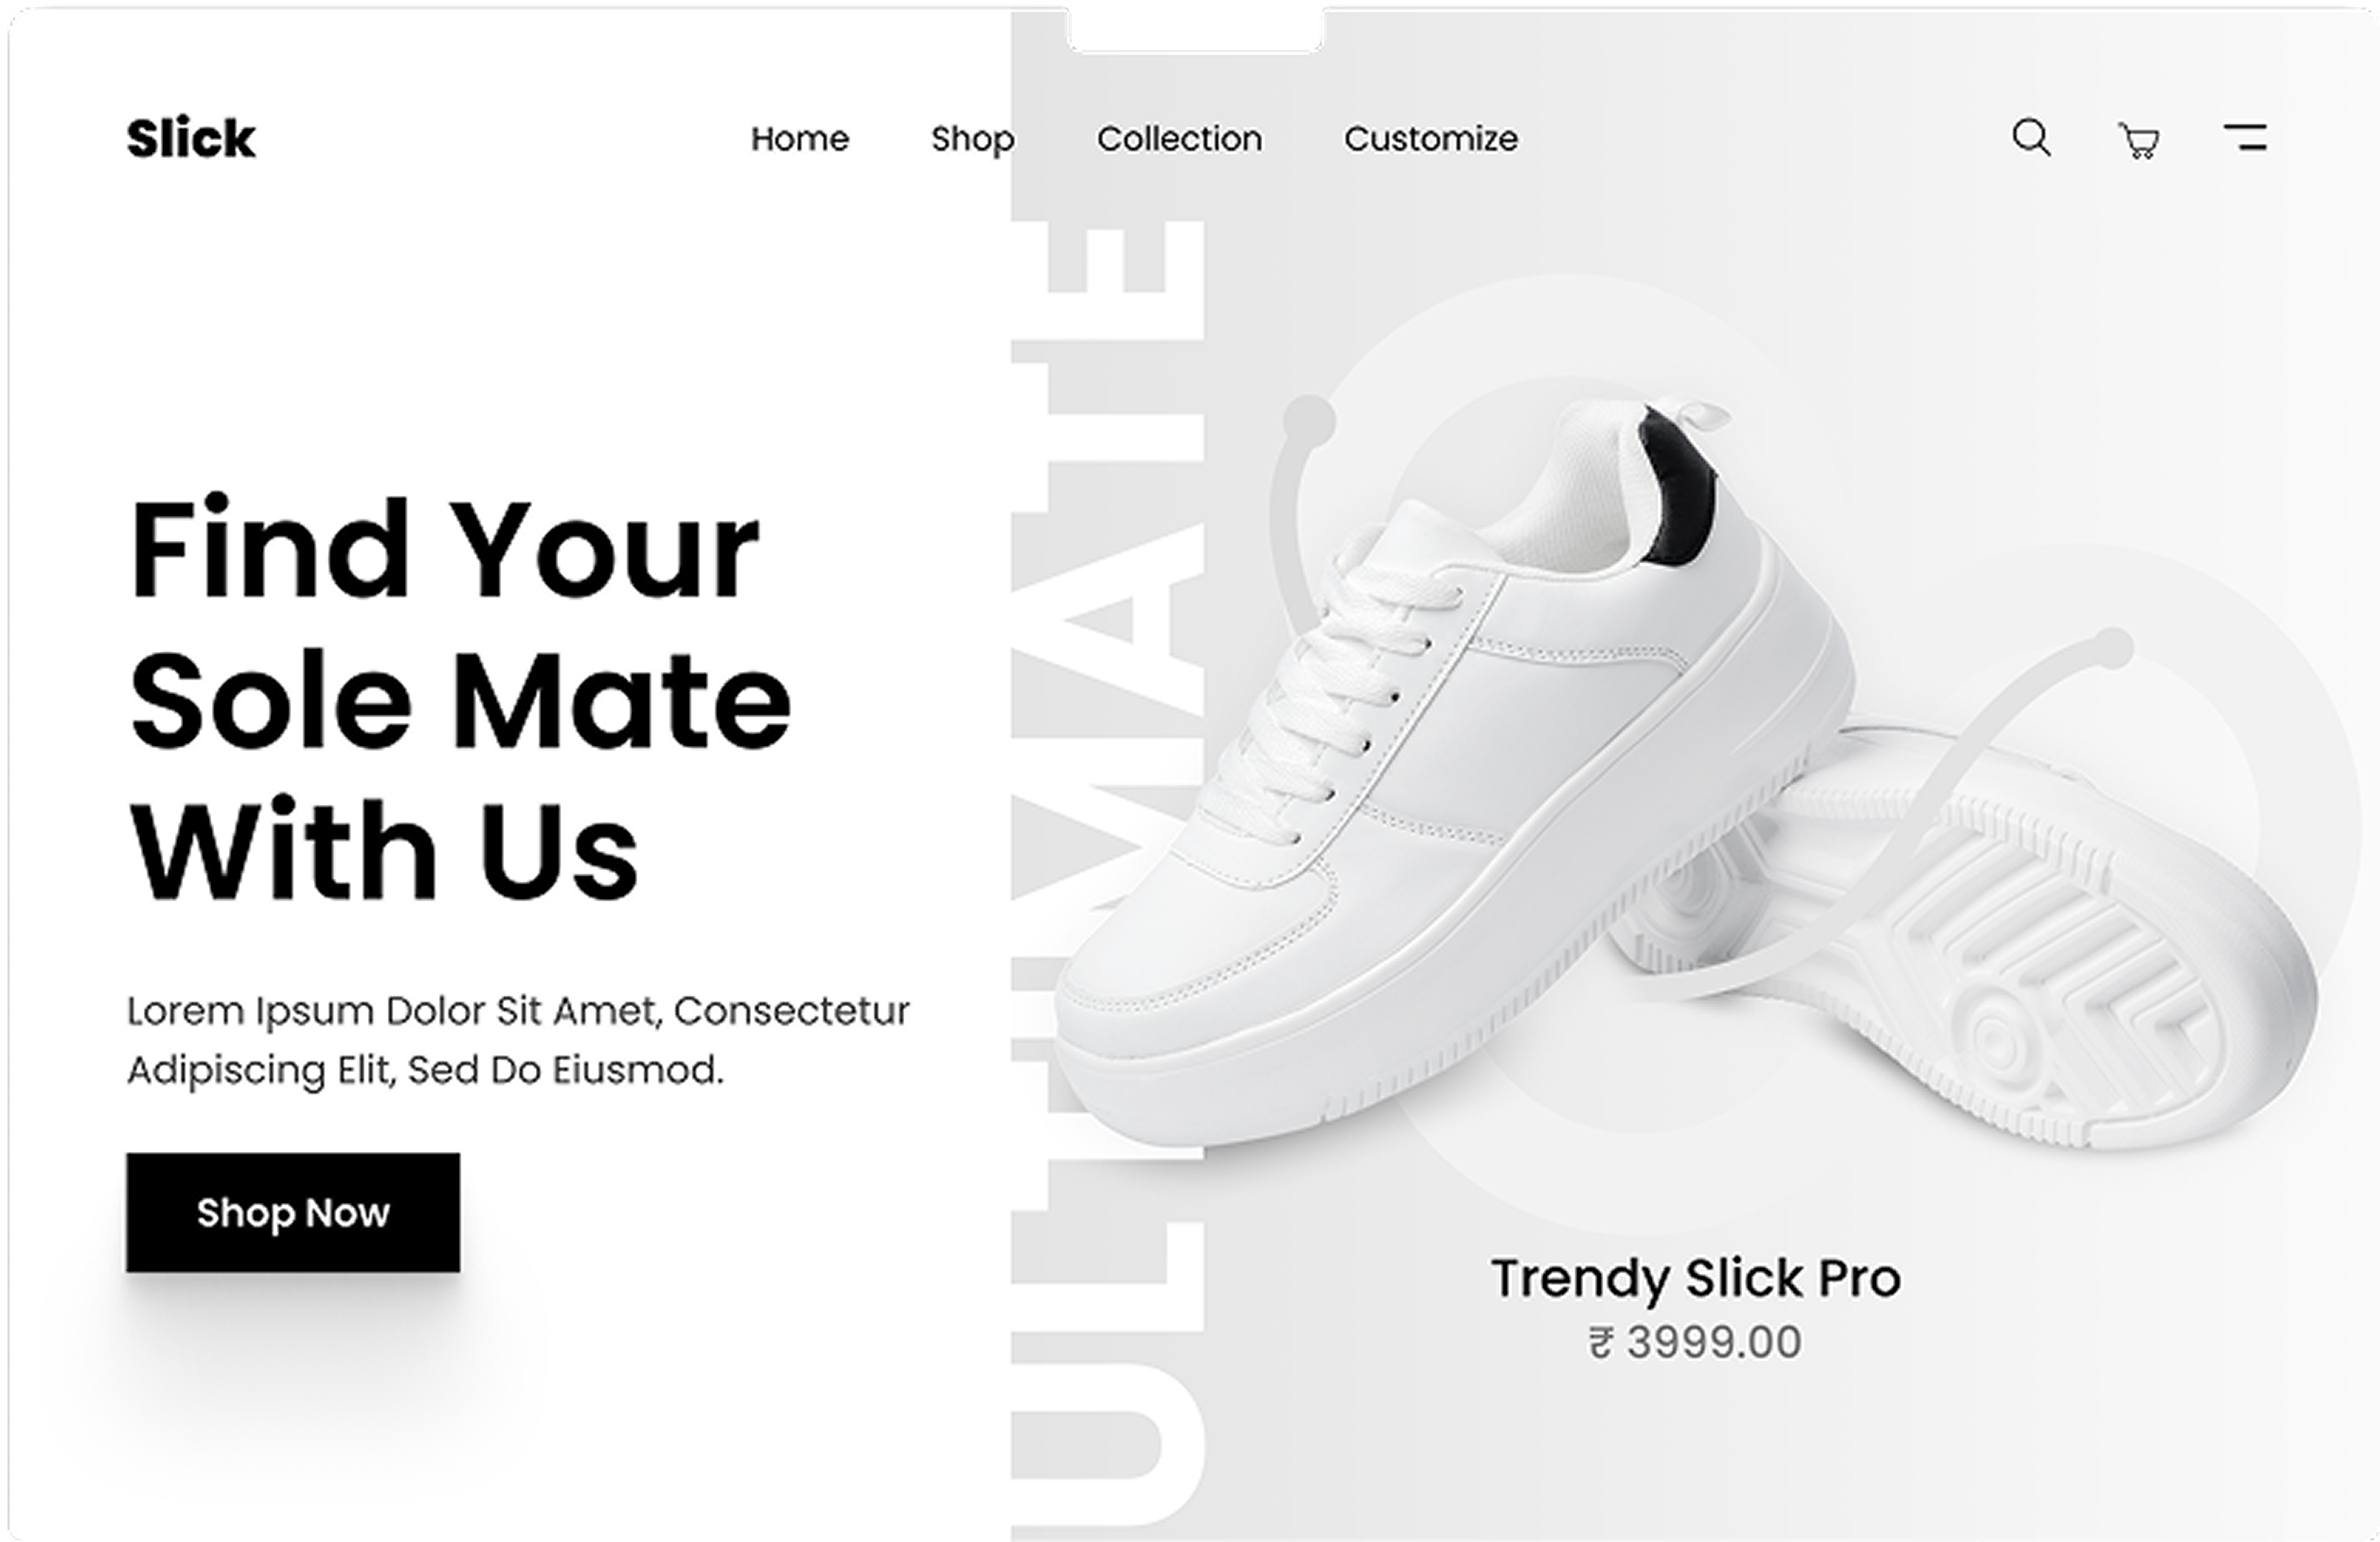 Slick
Home Shop Collection Customize
Find Your
Sole Mate
With Us
Lorem Ipsum Dolor Sit Amet, Consectetur
Adipiscing Elit, Sed Do Eiusmod.
Shop Now
ULTIMATE
Trendy Slick Pro
₹ 3999.00